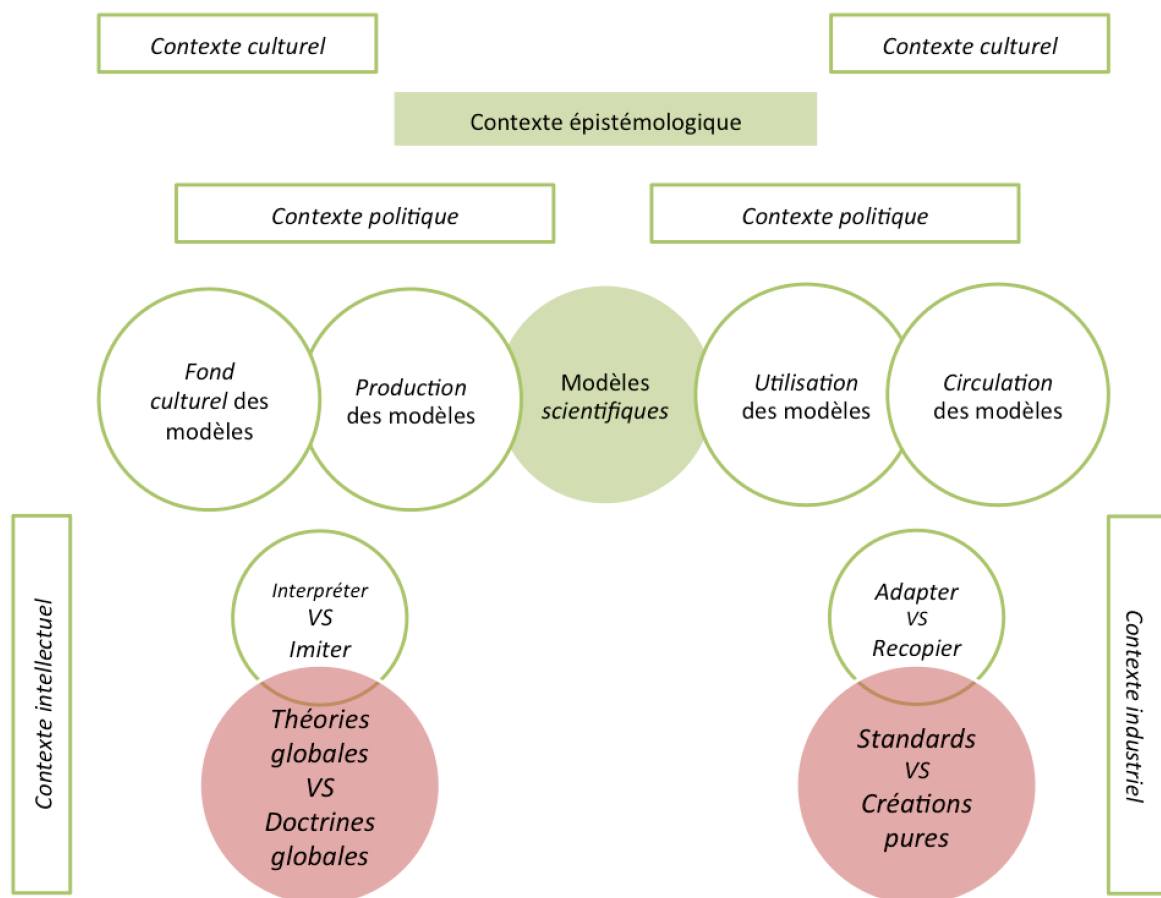 Contexte culturel
Contexte culturel
Contexte épistémologique
Contexte politique
Contexte politique
Fond
culturel des
modèles
Production
des modèles
Modèles
scientifiques
Utilisation
des modèles
Circulation
des modèles
Contexte intellectuel
Interpréter
VS
Imiter
Théories
globales
VS
Doctrines
globales
Adapter
VS
Recopier
Standards
VS
Créations
pures
Contexte industriel